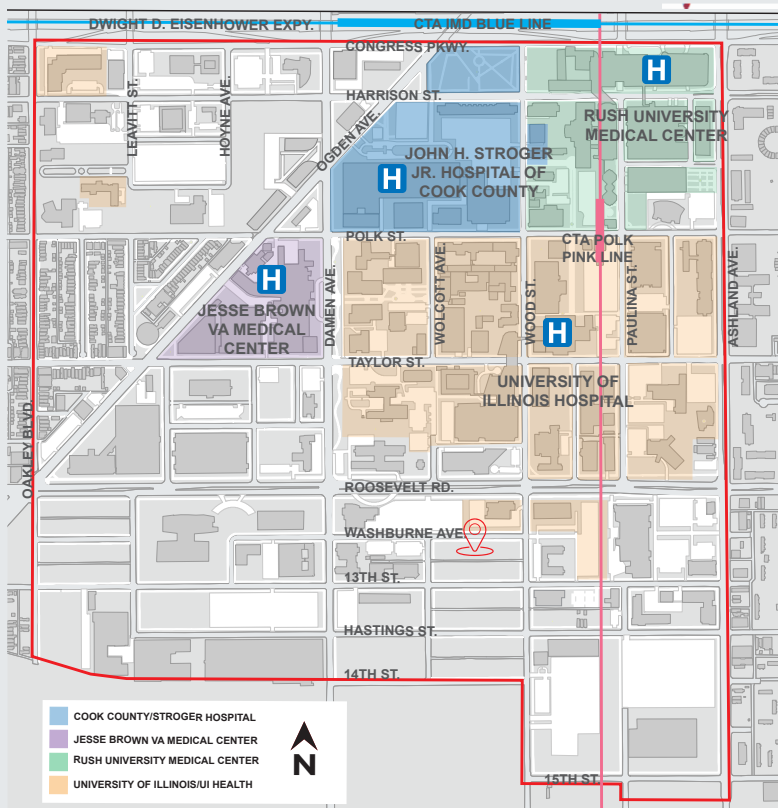 DWIGHT D. EISENHOWER EXPY.
CTA IMD BLUE LINE
CONGRESS PKWY.
H
LEAVITT ST.
HOYNE AVE.
HARRISON ST.
OGDEN AVE.
RUSH UNIVERSITY
MEDICAL CENTER
H
JOHN H. STROGER
JR. HOSPITAL OF
COOK COUNTY
POLK ST.
CTA POLK
PINK LINE
H
JESSE BROWN
VA MEDICAL
CENTER
DAMEN AVE.
WOLCOTT AVE.
WOOD ST.
H
PAULINA ST.
ASHLAND AVE.
TAYLOR ST.
UNIVERSITY OF
ILLINOIS HOSPITAL
OAKLEY BLVD.
ROOSEVELT RD.
WASHBURNE AVE.
13TH ST.
HASTINGS ST.
14TH ST.
15TH ST.
COOK COUNTY/STROGER HOSPITAL
JESSE BROWN VA MEDICAL CENTER
RUSH UNIVERSITY MEDICAL CENTER
UNIVERSITY OF ILLINOIS/UI HEALTH
N